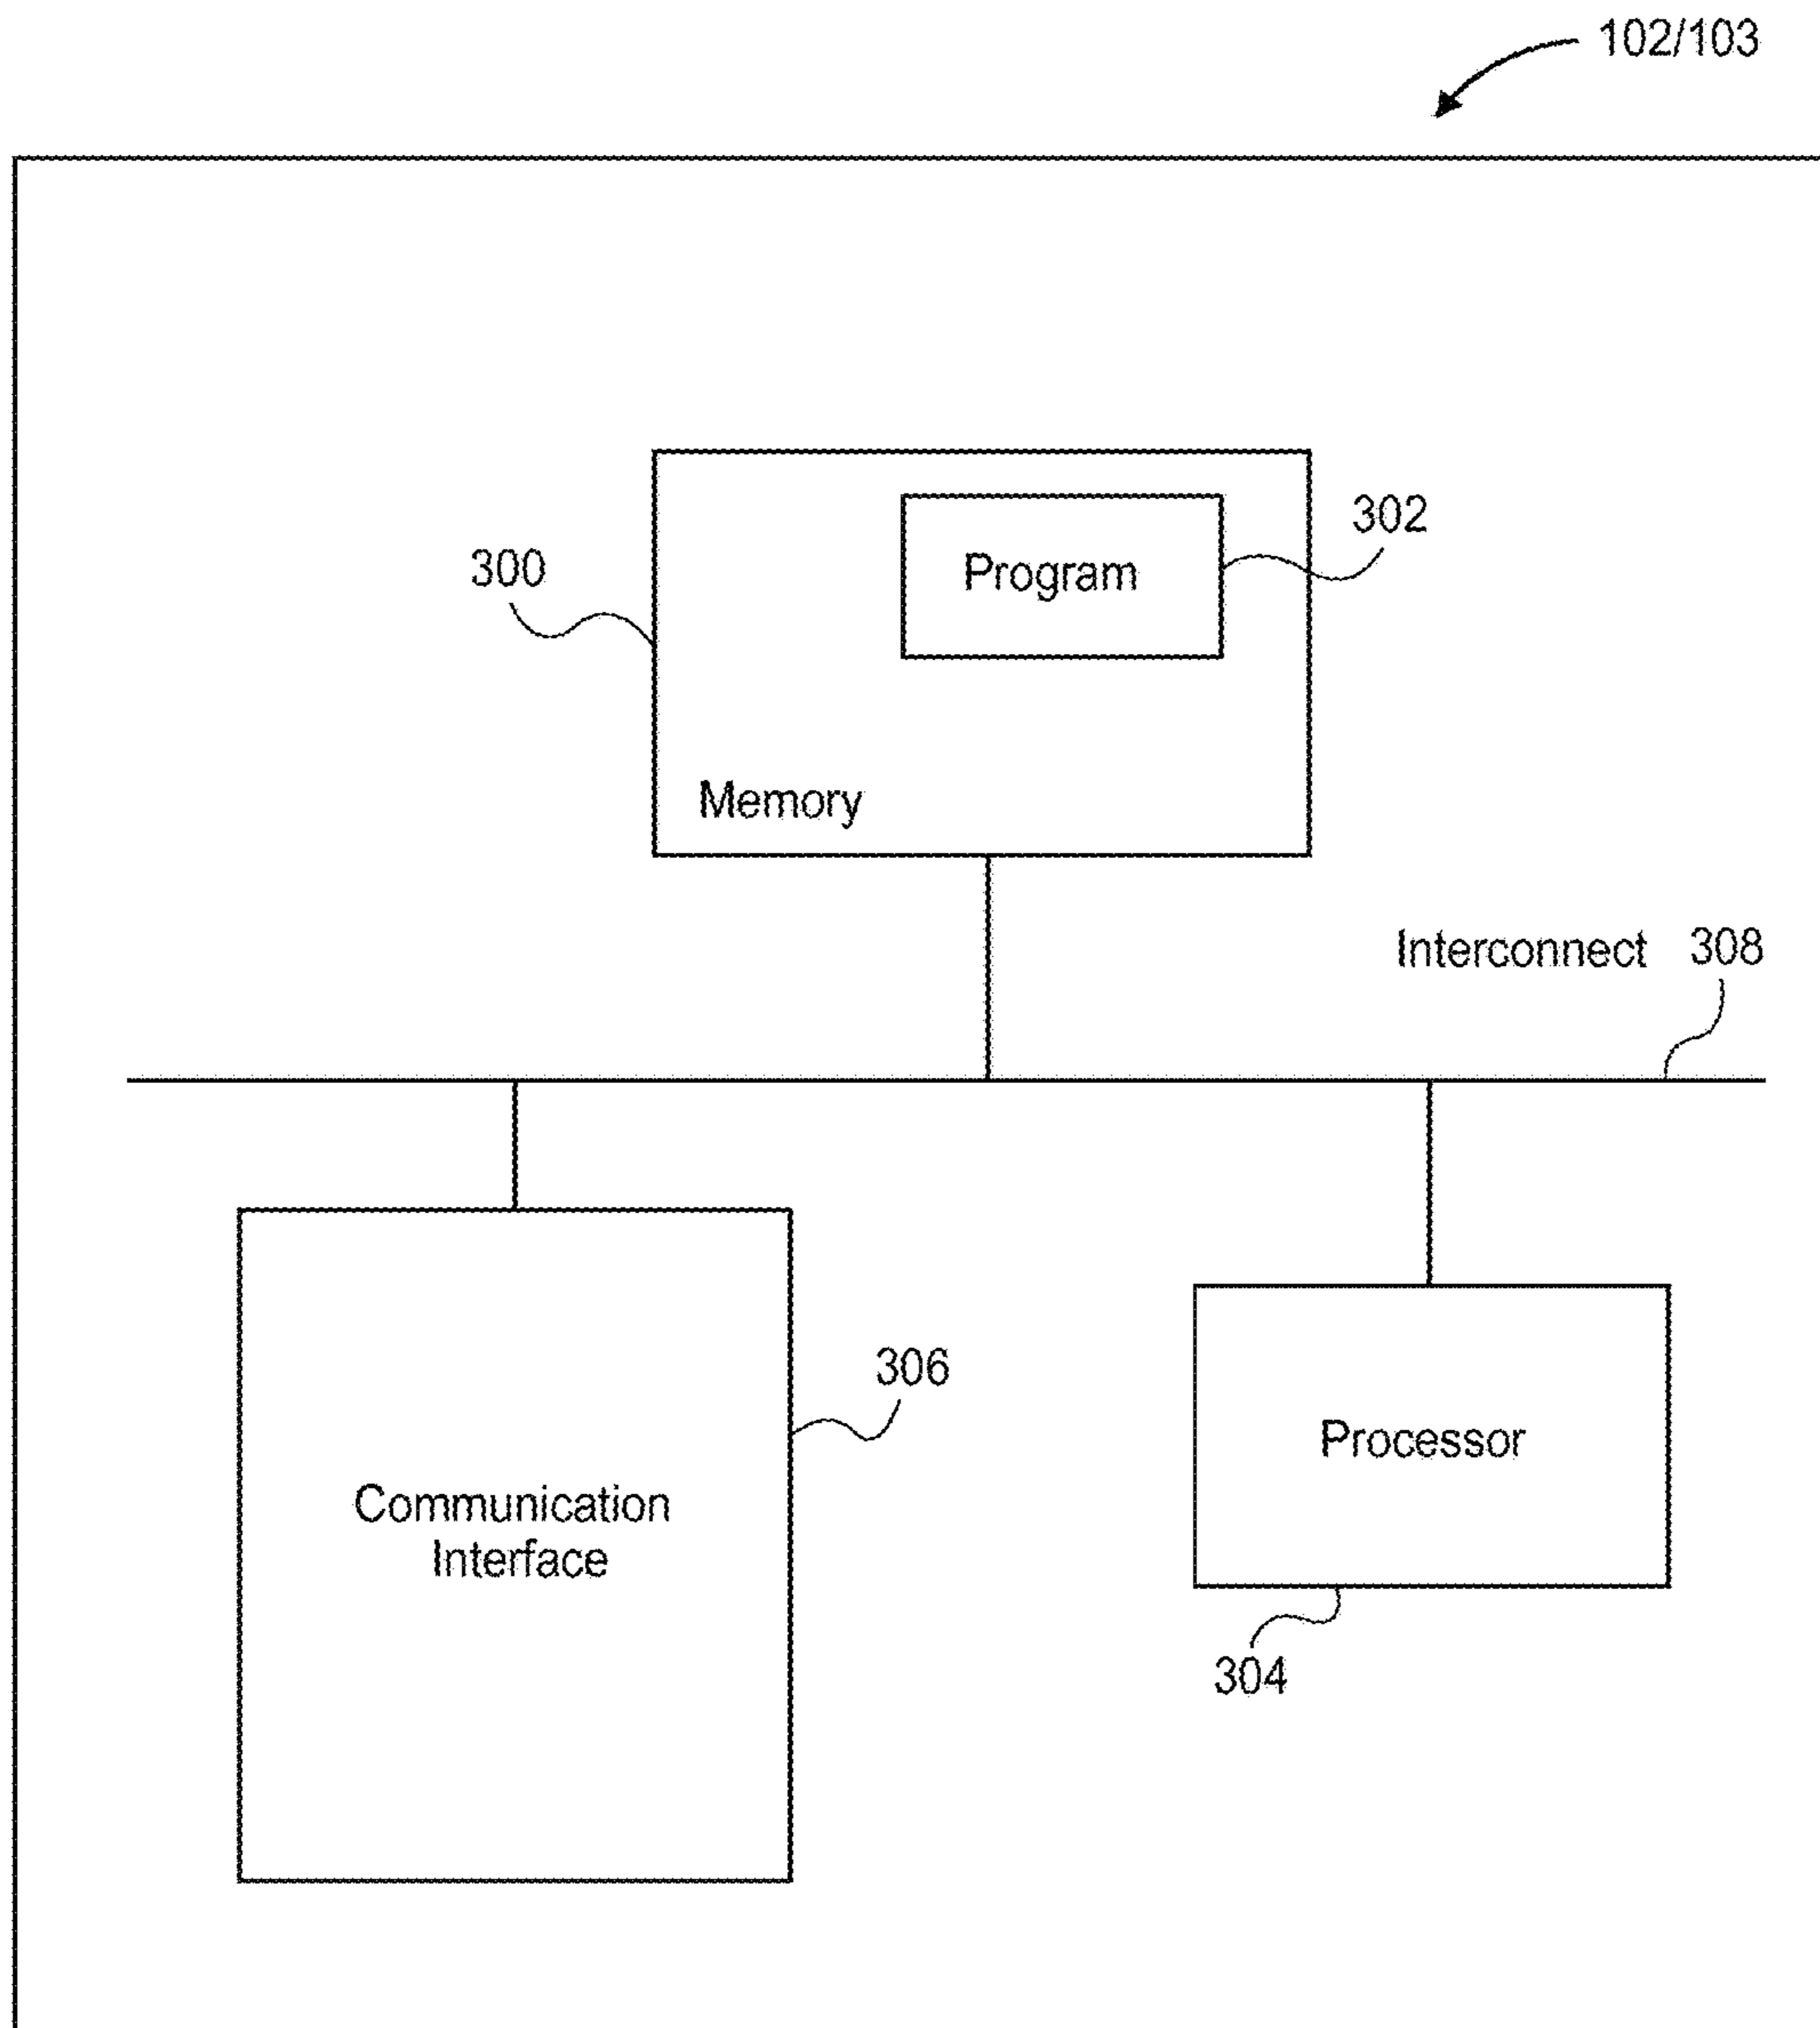 102/103
302
Program
300
Memory
Interconnect 308
306
Processor
Communication
Interface
304